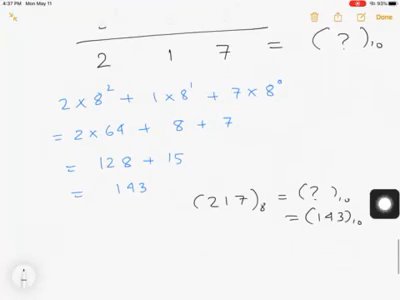 4:37 PM Mon May 11
93%
Done
2 1 7 = ( ? )₁₀
2 × 8² + 1 × 8¹ + 7 × 8⁰
= 2 × 64 + 8 + 7
= 128 + 15
= 143
(217)₈ = ( ? )₁₀
= (143)₁₀